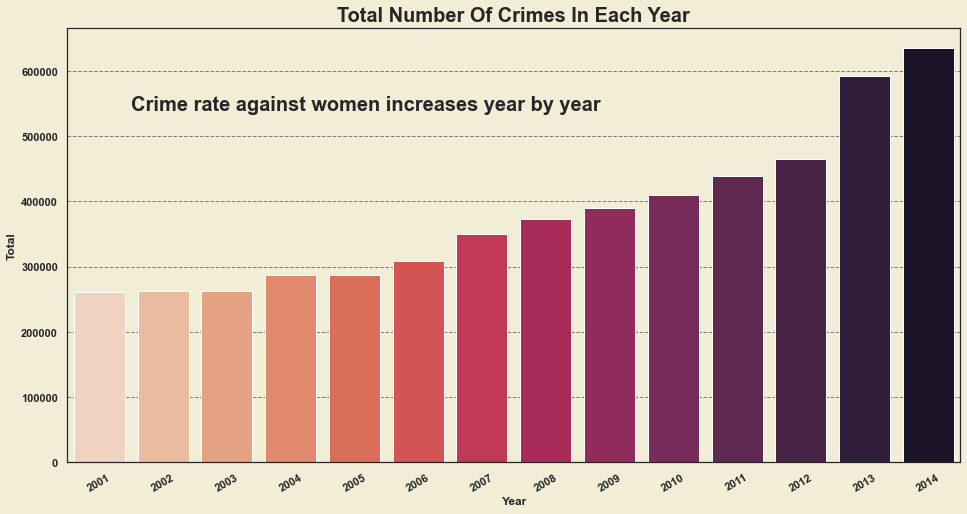 Total Number Of Crimes In Each Year
Crime rate against women increases year by year
600000
500000
400000
300000
200000
100000
0
Total
2001 2002 2003 2004 2005 2006 2007 2008 2009 2010 2011 2012 2013 2014
Year